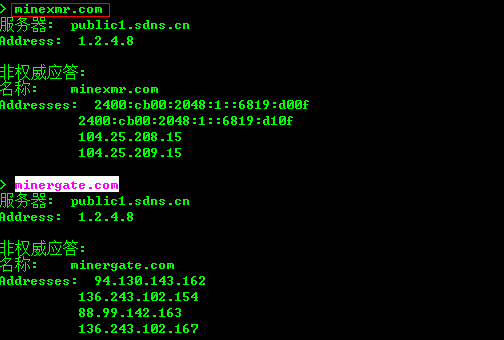 > minexmr.com
服务器:  public1.sdns.cn
Address:  1.2.4.8
非权威应答:
名称:    minexmr.com
Addresses:  2400:cb00:2048:1::6819:d00f
2400:cb00:2048:1::6819:d10f
104.25.208.15
104.25.209.15
> minergate.com
服务器:  public1.sdns.cn
Address:  1.2.4.8
非权威应答:
名称:    minergate.com
Addresses:  94.130.143.162
136.243.102.154
88.99.142.163
136.243.102.167